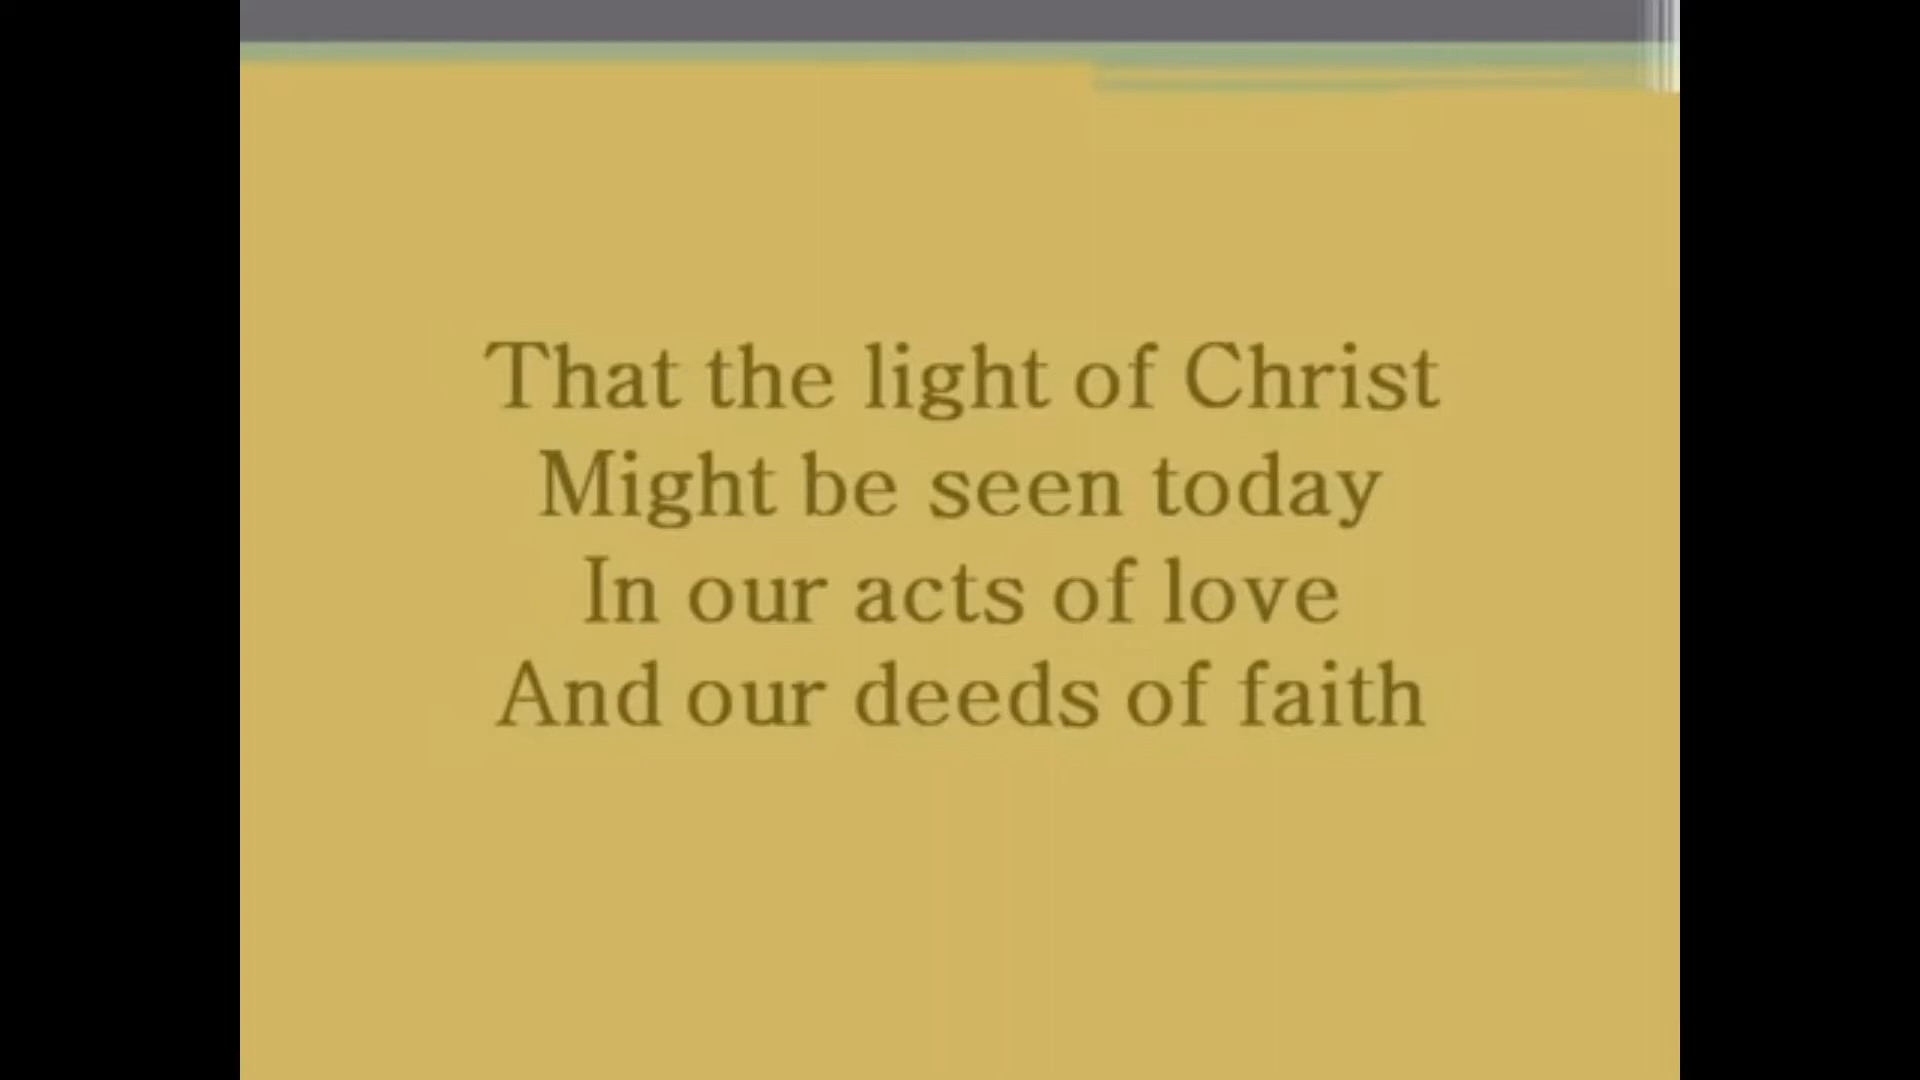 That the light of Christ
Might be seen today
In our acts of love
And our deeds of faith